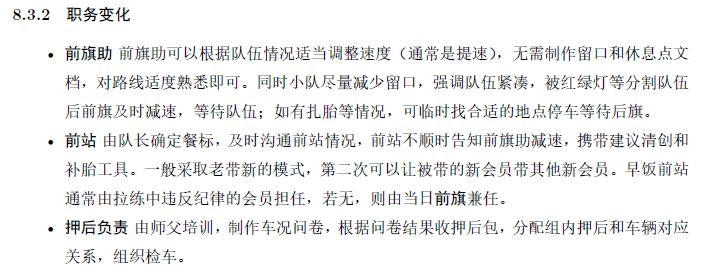 8.3.2 职务变化
• 前旗助 前旗助可以根据队伍情况适当调整速度（通常是提速），无需制作留口和休息点文
档，对路线适度熟悉即可。同时小队尽量减少留口，强调队伍紧凑，被红绿灯等分割队伍
后前旗及时减速，等待队伍；如有扎胎等情况，可临时找合适的地点停车等待后旗。
• 前站 由队长确定餐标，及时沟通前站情况，前站不顺时告知前旗助减速，携带建议清创和
补胎工具。一般采取老带新的模式，第二次可以让被带的新会员带其他新会员。早饭前站
通常由拉练中违反纪律的会员担任，若无，则由当日前旗兼任。
• 押后负责 由师父培训，制作车况问卷，根据问卷结果收押后包，分配组内押后和车辆对应
关系，组织检车。